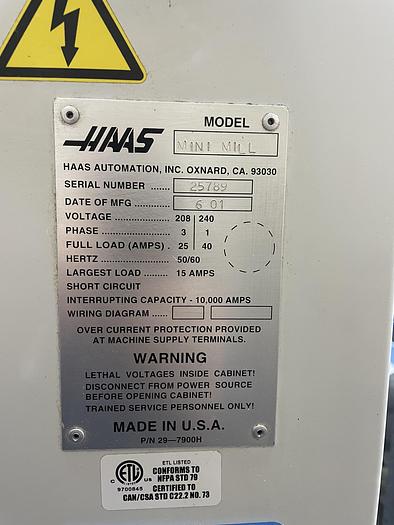 MODEL
HAAS MINI MILL
HAAS AUTOMATION, INC. OXNARD, CA. 93030
SERIAL NUMBER ....... 25789
DATE OF MFG ........... 6 01
VOLTAGE ................. 208 240
PHASE ..................... 3 1
FULL LOAD (AMPS) . 25 40
HERTZ ..................... 50/60
LARGEST LOAD ....... 15 AMPS
SHORT CIRCUIT
INTERRUPTING CAPACITY - 10,000 AMPS
WIRING DIAGRAM .....
OVER CURRENT PROTECTION PROVIDED
AT MACHINE SUPPLY TERMINALS.
WARNING
LETHAL VOLTAGES INSIDE CABINET!
DISCONNECT FROM POWER SOURCE
BEFORE OPENING CABINET!
TRAINED SERVICE PERSONNEL ONLY!
MADE IN U.S.A.
P/N 29-7900H
ETL LISTED
CONFORMS TO
NFPA STD 79
CERTIFIED TO
CAN/CSA STD C22.2 NO. 73
C ETL US
9700845